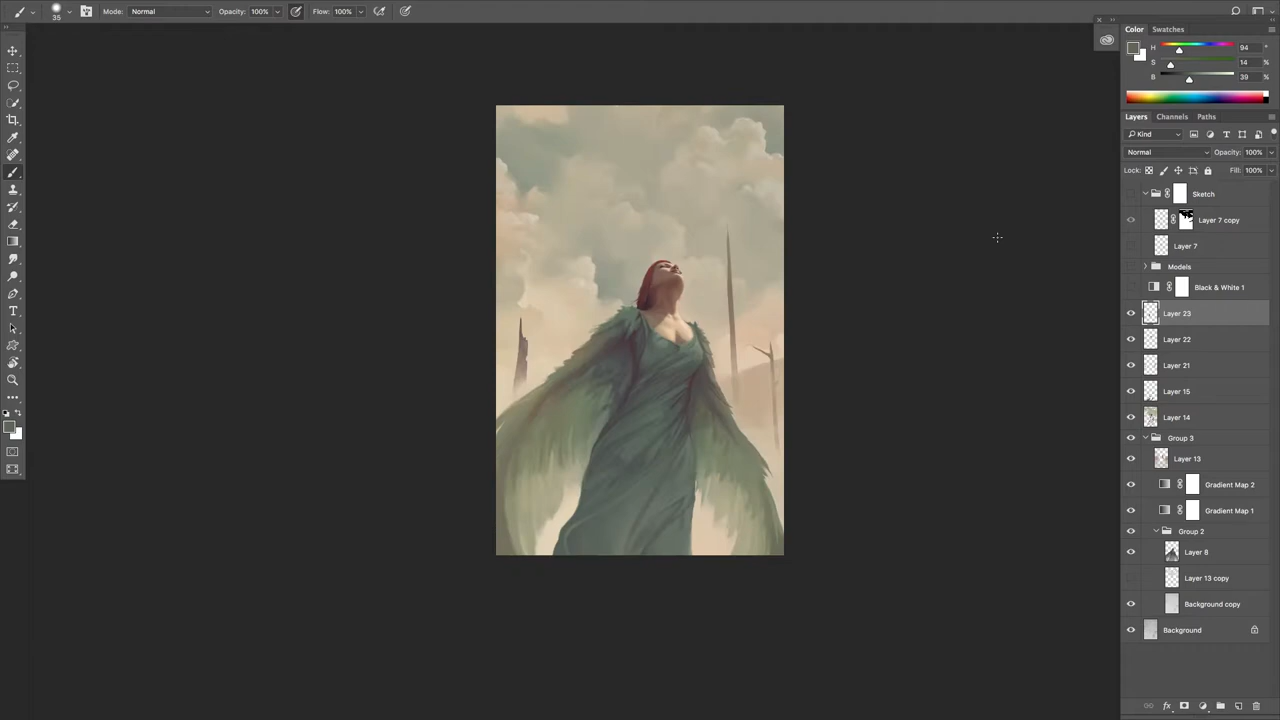 35 Mode: Normal Opacity: 100% Flow: 100%
Color Swatches
H 94 °
S 14 %
B 39 %
Layers Channels Paths
Kind
Normal Opacity: 100%
Lock: Fill: 100%
Sketch
Layer 7 copy
Layer 7
Models
Black & White 1
Layer 23
Layer 22
Layer 21
Layer 15
Layer 14
Group 3
Layer 13
Gradient Map 2
Gradient Map 1
Group 2
Layer 8
Layer 13 copy
Background copy
Background
fx